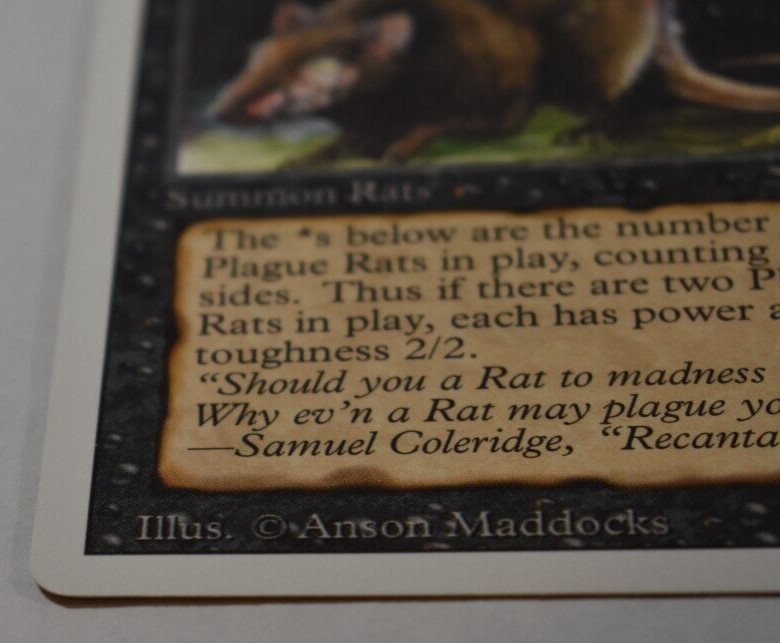 Summon Rats
The *s below are the number
Plague Rats in play, counting
sides. Thus if there are two P
Rats in play, each has power a
toughness 2/2.
“Should you a Rat to madness
Why ev’n a Rat may plague yo
—Samuel Coleridge, “Recanta
Illus. © Anson Maddocks